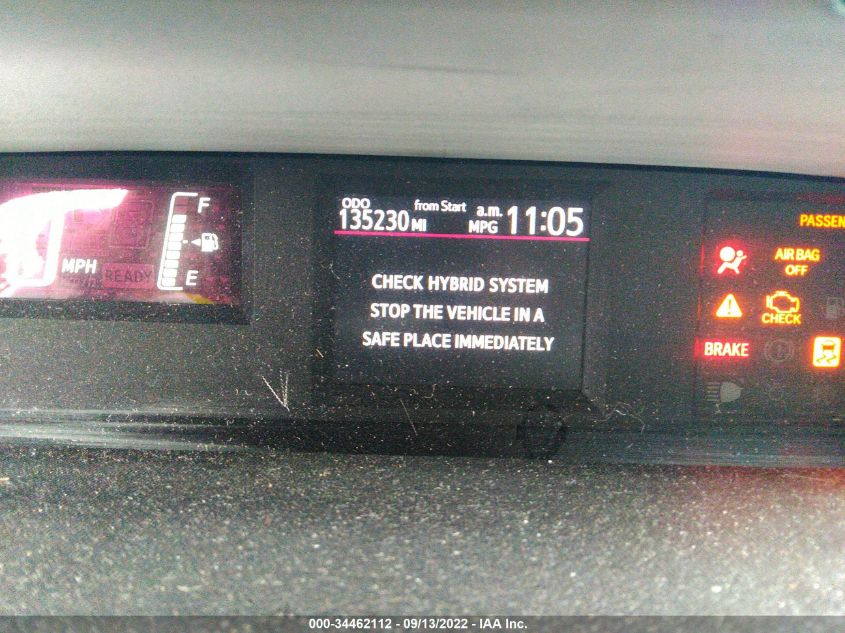 F
MPH
READY
E
ODO
from Start
a.m.
135230 MI
MPG
11:05
CHECK HYBRID SYSTEM
STOP THE VEHICLE IN A
SAFE PLACE IMMEDIATELY
PASSEN
AIR BAG
OFF
CHECK
BRAKE
000-34462112 - 09/13/2022 - IAA Inc.